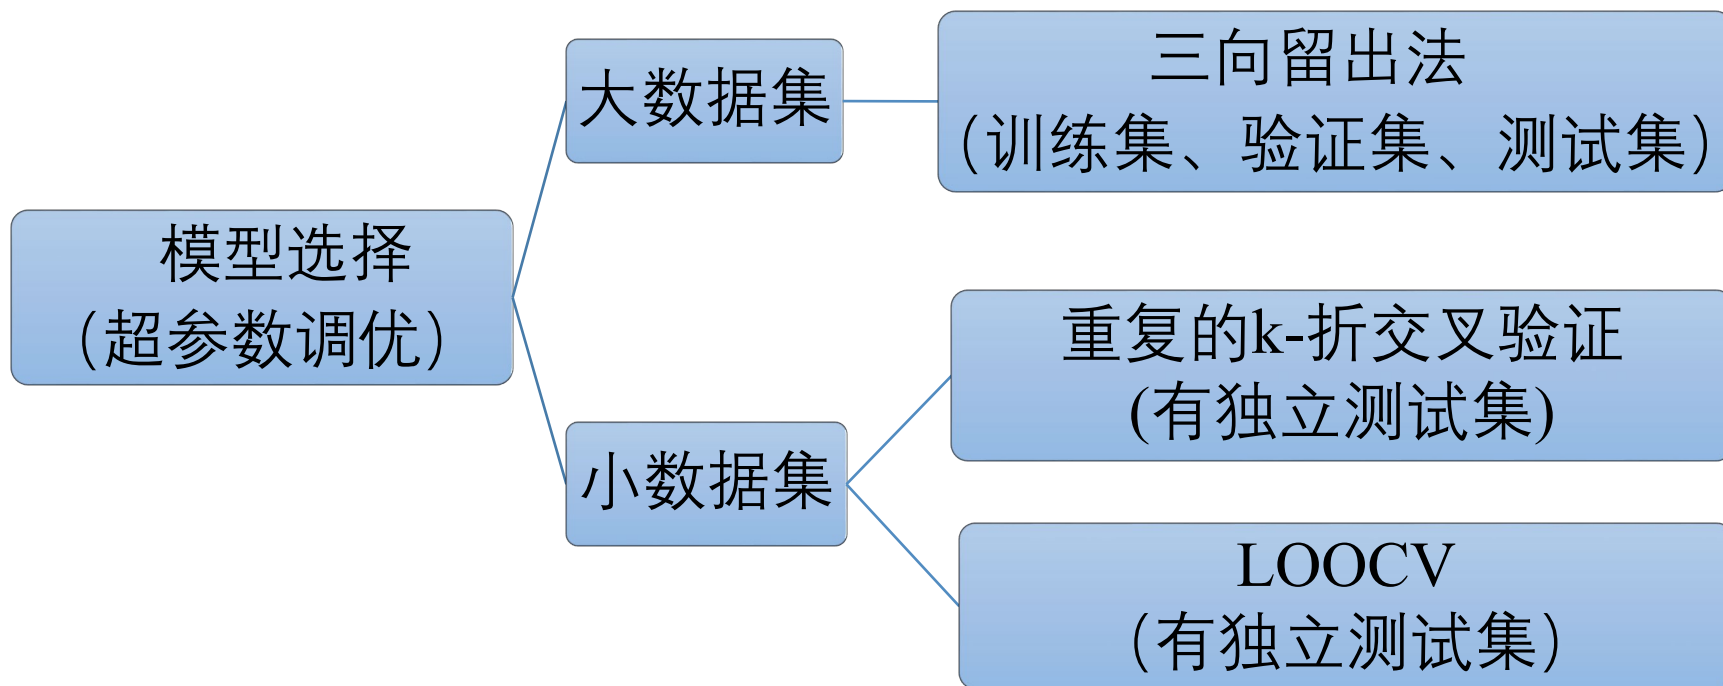 模型选择
（超参数调优）
大数据集
三向留出法
（训练集、验证集、测试集）
小数据集
重复的k-折交叉验证
(有独立测试集)
LOOCV
（有独立测试集）